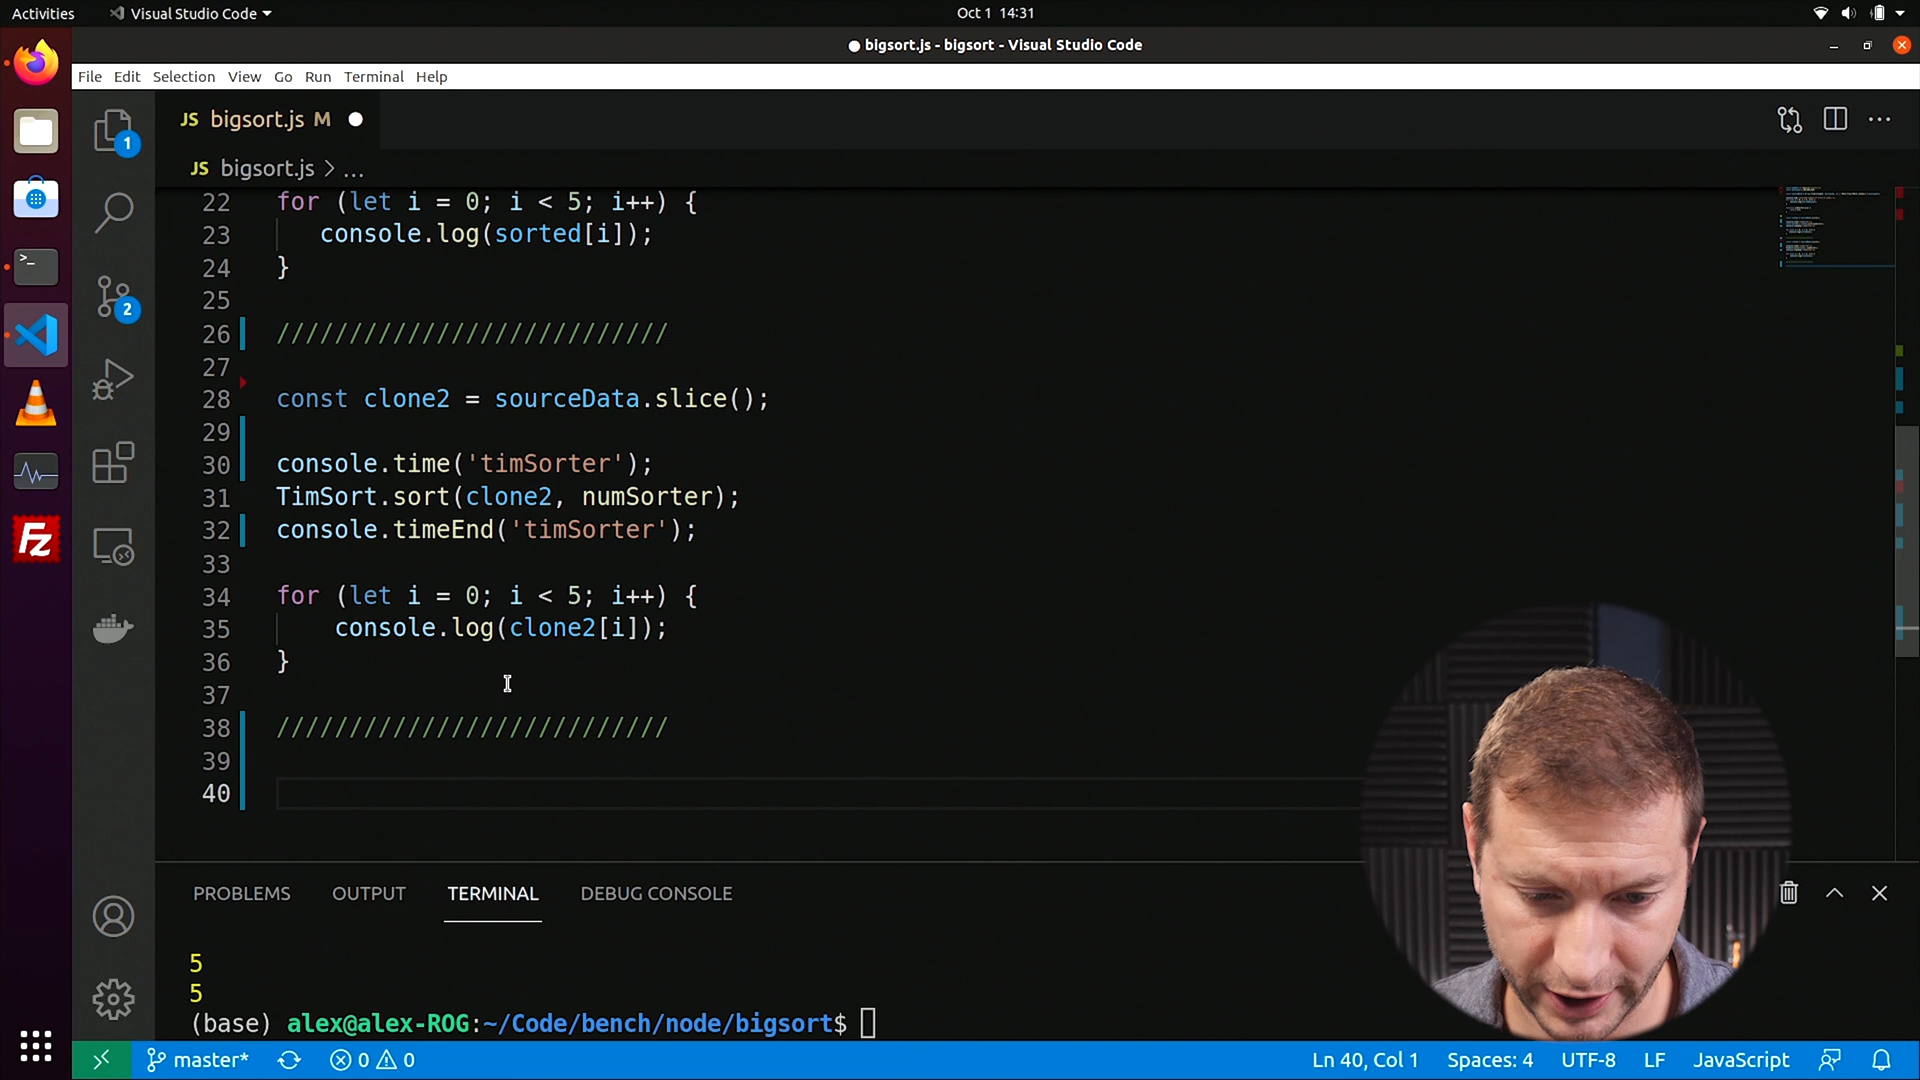 Activities
Visual Studio Code
Oct 1 14:31
bigsort.js - bigsort - Visual Studio Code
File Edit Selection View Go Run Terminal Help
JS bigsort.js M
JS bigsort.js > ...
22 for (let i = 0; i < 5; i++) {
23 console.log(sorted[i]);
24 }
25
26 ///////////////////////////
27
28 const clone2 = sourceData.slice();
29
30 console.time('timSorter');
31 TimSort.sort(clone2, numSorter);
32 console.timeEnd('timSorter');
33
34 for (let i = 0; i < 5; i++) {
35 console.log(clone2[i]);
36 }
37
38 ///////////////////////////
39
40
1
2
>_
Fz
PROBLEMS OUTPUT TERMINAL DEBUG CONSOLE
5
5
(base) alex@alex-ROG:~/Code/bench/node/bigsort$
master* 0 0 Ln 40, Col 1 Spaces: 4 UTF-8 LF JavaScript